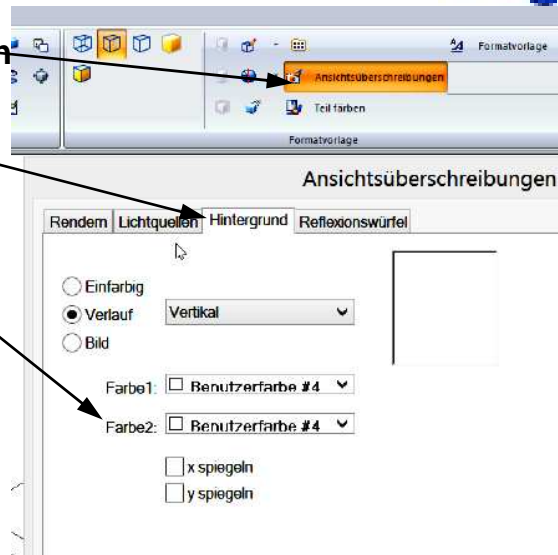 n
Formatvorlage
Ansichtsüberschreibungen
Teil färben
Formatvorlage
Ansichtsüberschreibungen
Rendern Lichtquellen Hintergrund Reflexionswürfel
Einfarbig
Verlauf Vertikal
Bild
Farbe1: Benutzerfarbe #4
Farbe2: Benutzerfarbe #4
x spiegeln
y spiegeln